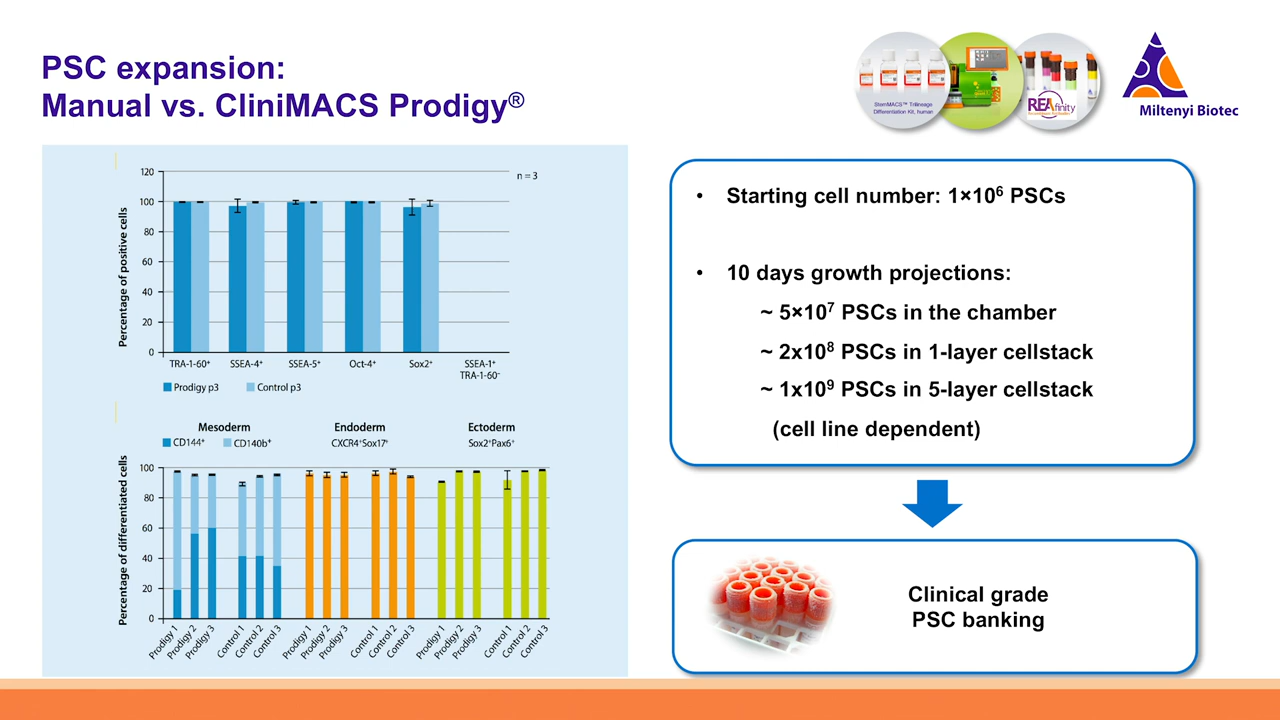 PSC expansion:
Manual vs. CliniMACS Prodigy®
StemMACS™ Trilineage
Differentiation Kit, human
REAfinity
Miltenyi Biotec
n = 3
Percentage of positive cells
120
100
80
60
40
20
0
TRA-1-60⁺ SSEA-4⁺ SSEA-5⁺ Oct-4⁺ Sox2⁺ SSEA-1⁺
TRA-1-60⁻
Prodigy p3 Control p3
Mesoderm Endoderm Ectoderm
CD144⁺ CD140b⁺ CXCR4⁺Sox17⁺ Sox2⁺Pax6⁺
Percentage of differentiated cells
100
80
60
40
20
0
Prodigy 1 Prodigy 2 Prodigy 3 Control 1 Control 2 Control 3 Prodigy 1 Prodigy 2 Prodigy 3 Control 1 Control 2 Control 3 Prodigy 1 Prodigy 2 Prodigy 3 Control 1 Control 2 Control 3
• Starting cell number: 1×10⁶ PSCs
• 10 days growth projections:
~ 5×10⁷ PSCs in the chamber
~ 2x10⁸ PSCs in 1-layer cellstack
~ 1x10⁹ PSCs in 5-layer cellstack
(cell line dependent)
Clinical grade
PSC banking